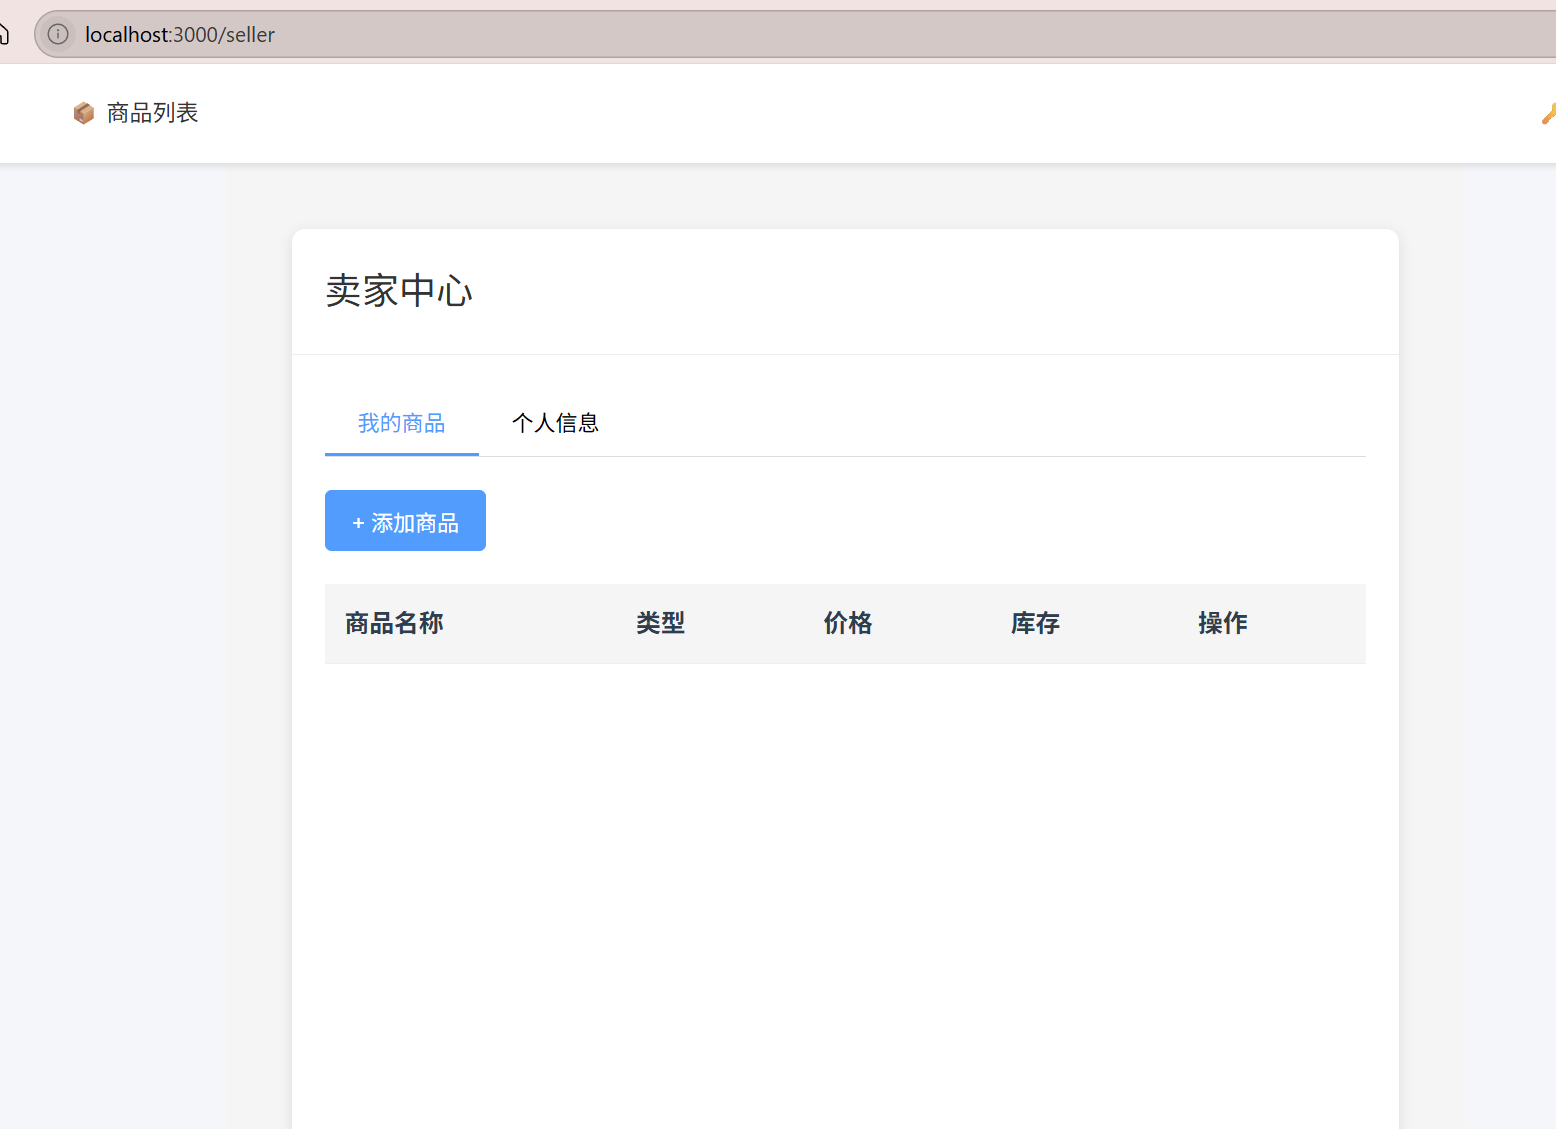 localhost:3000/seller
商品列表
卖家中心
我的商品 个人信息
+ 添加商品
商品名称 类型 价格 库存 操作